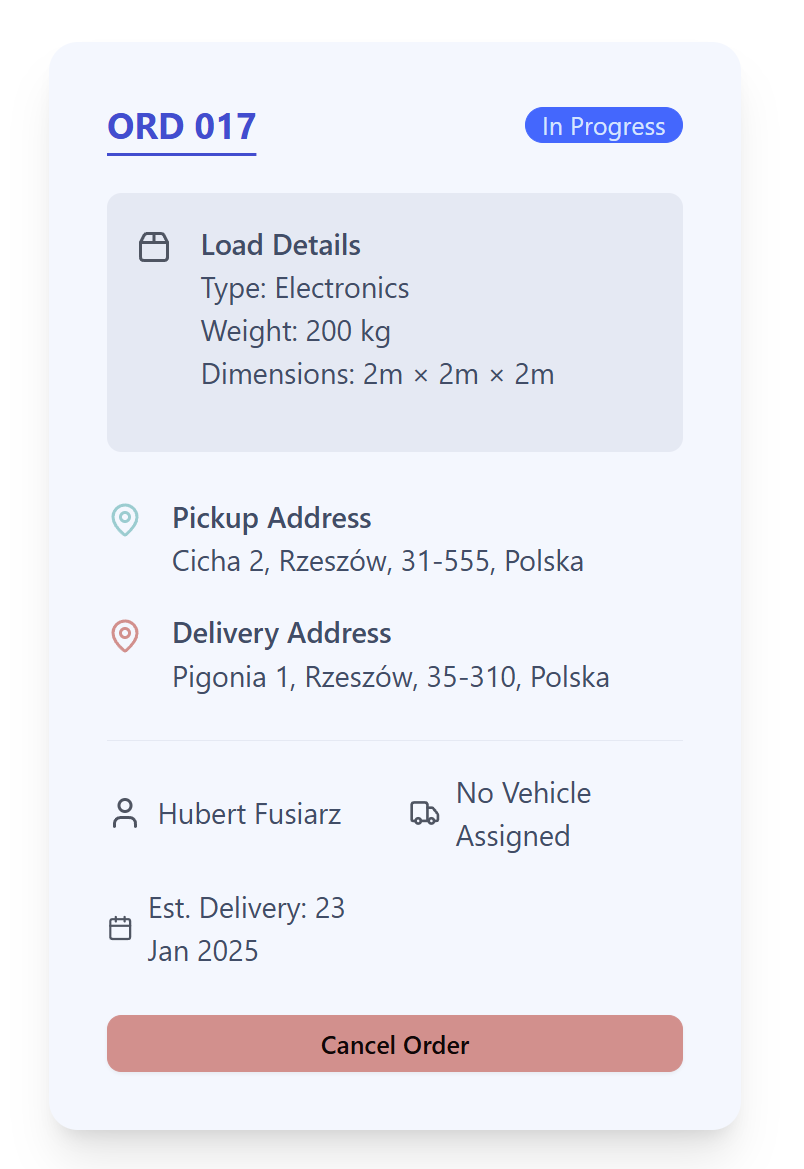 ORD 017
In Progress
Load Details
Type: Electronics
Weight: 200 kg
Dimensions: 2m × 2m × 2m
Pickup Address
Cicha 2, Rzeszów, 31-555, Polska
Delivery Address
Pigonia 1, Rzeszów, 35-310, Polska
Hubert Fusiarz
No Vehicle
Assigned
Est. Delivery: 23
Jan 2025
Cancel Order